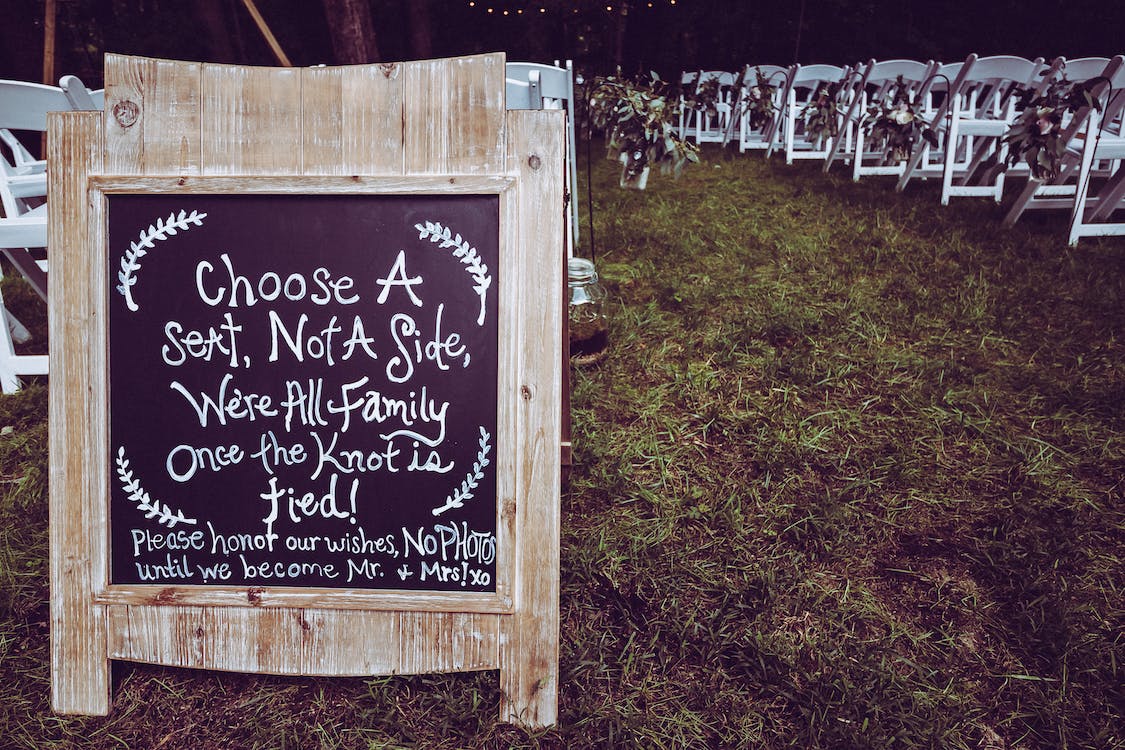 Choose A
Seat, Not A Side,
We're All Family
Once the Knot is
tied!
Please honor our wishes, NO PHOTOS
until we become Mr. + Mrs! xo